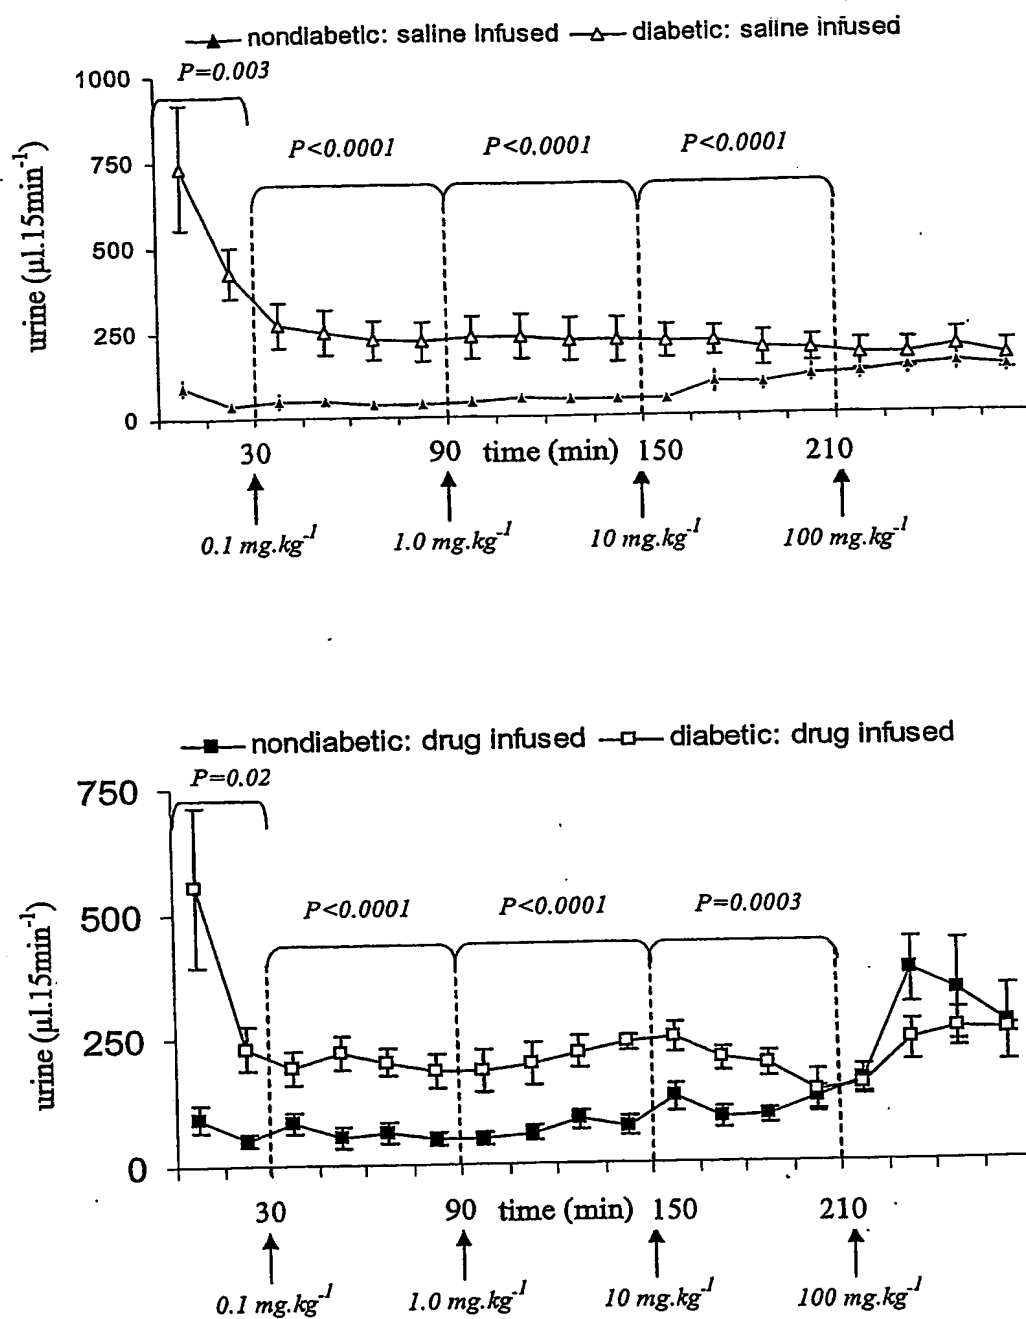 nondiabetic: saline infused diabetic: saline infused
P=0.003
1000
P<0.0001 P<0.0001 P<0.0001
750
500
250
0
urine (µl.15min⁻¹)
30 90 time (min) 150 210
0.1 mg.kg⁻¹ 1.0 mg.kg⁻¹ 10 mg.kg⁻¹ 100 mg.kg⁻¹
nondiabetic: drug infused diabetic: drug infused
P=0.02
750
P<0.0001 P<0.0001 P=0.0003
500
250
0
urine (µl.15min⁻¹)
30 90 time (min) 150 210
0.1 mg.kg⁻¹ 1.0 mg.kg⁻¹ 10 mg.kg⁻¹ 100 mg.kg⁻¹